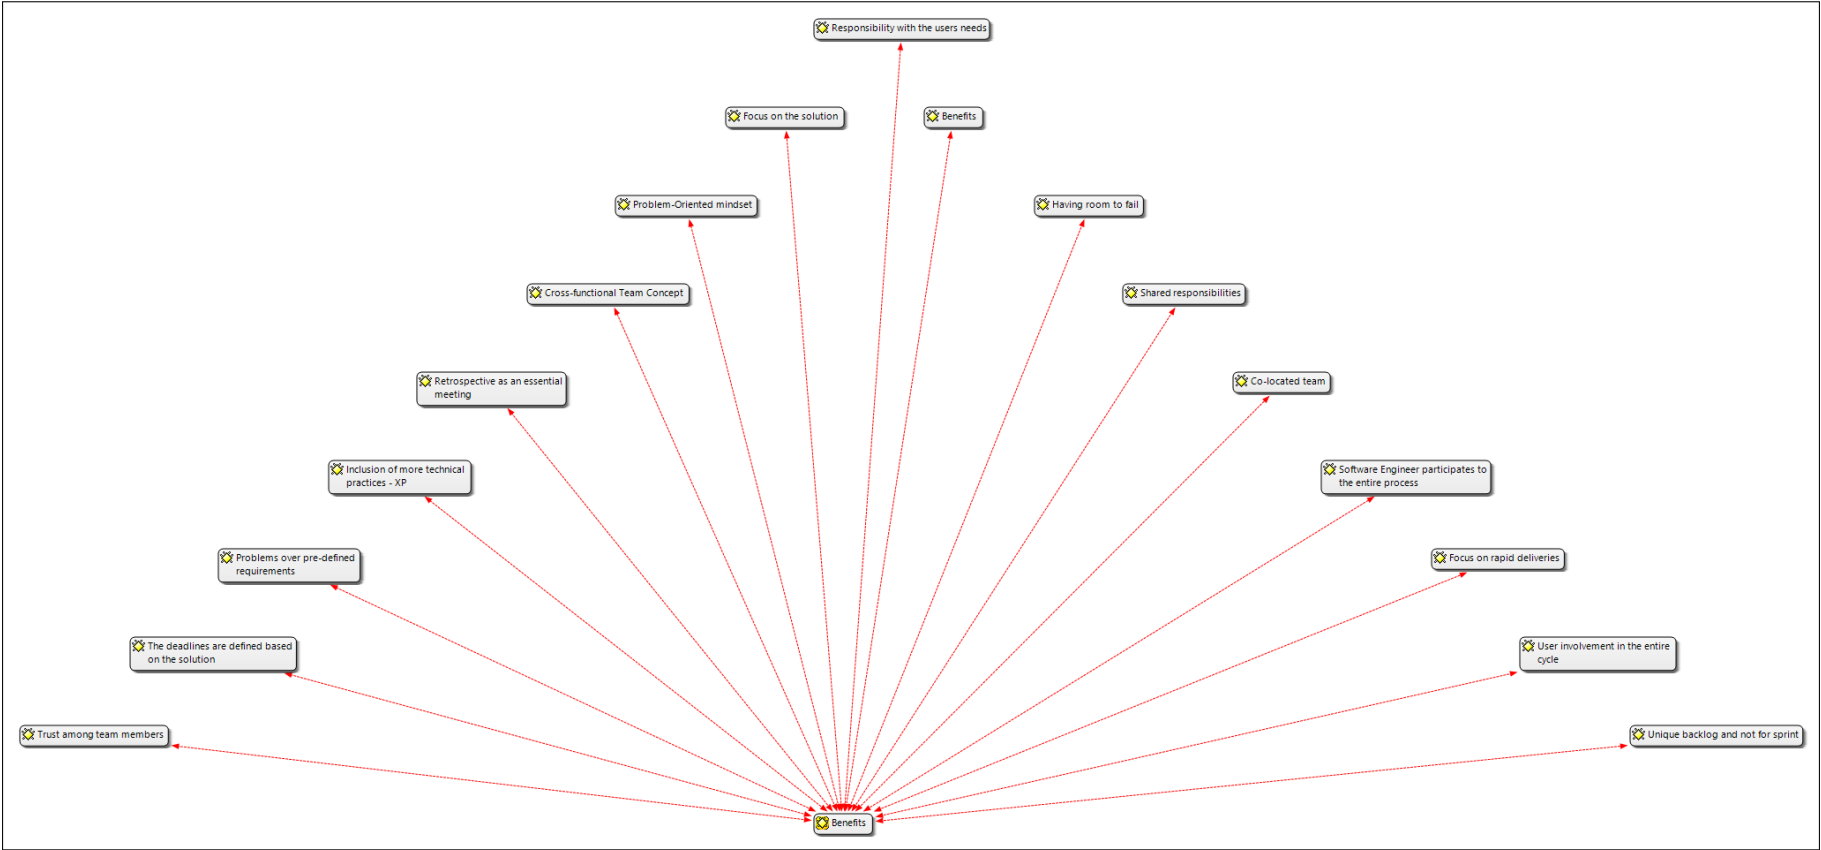 Responsibility with the users needs
Focus on the solution
Benefits
Problem-Oriented mindset
Having room to fail
Cross-functional Team Concept
Shared responsibilities
Retrospective as an essential
meeting
Co-located team
Inclusion of more technical
practices - XP
Software Engineer participates to
the entire process
Problems over pre-defined
requirements
Focus on rapid deliveries
The deadlines are defined based
on the solution
User involvement in the entire
cycle
Trust among team members
Unique backlog and not for sprint
Benefits